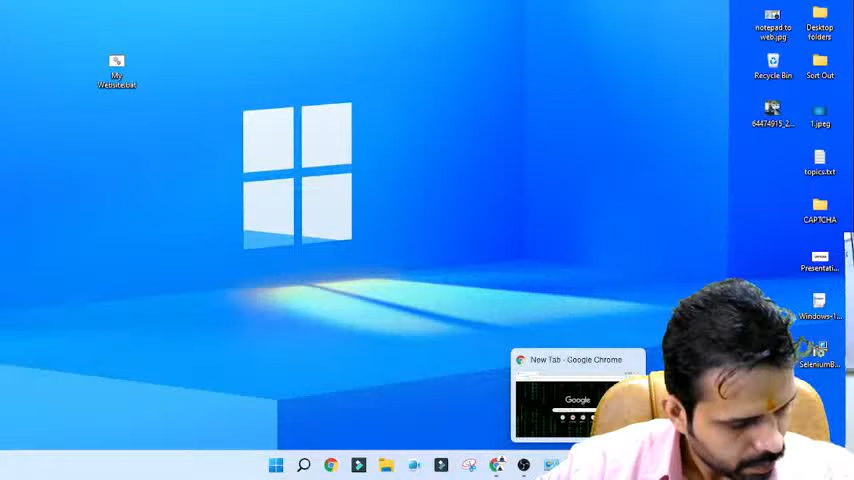 My
Website.bat
notepad to
web.jpg
Desktop
folders
Recycle Bin
Sort Out
64474915_2...
1.jpeg
topics.txt
CAPTCHA
Presentati...
Windows-1...
SeleniumB...
New Tab - Google Chrome
Google